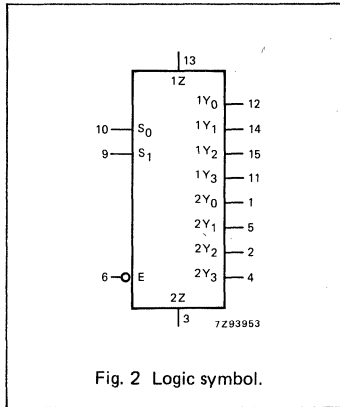 13
1Z
1Y0 12
10 S0 1Y1 14
9 S1 1Y2 15
1Y3 11
2Y0 1
2Y1 5
2Y2 2
6 E 2Y3 4
2Z
3
7Z93953
Fig. 2 Logic symbol.